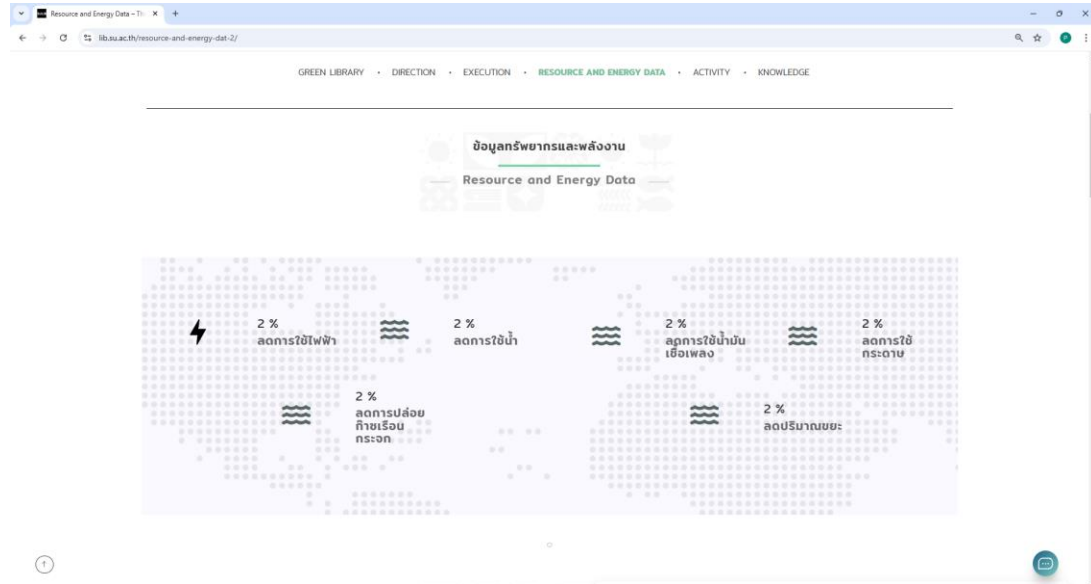 Resource and Energy Data – Th
lib.su.ac.th/resource-and-energy-dat-2/
GREEN LIBRARY • DIRECTION • EXECUTION • RESOURCE AND ENERGY DATA • ACTIVITY • KNOWLEDGE
ข้อมูลทรัพยากรและพลังงาน
Resource and Energy Data
2 %
ลดการใช้ไฟฟ้า
2 %
ลดการใช้น้ำ
2 %
ลดการใช้น้ำมัน
เชื้อเพลง
2 %
ลดการใช้
กระดาษ
2 %
ลดการปล่อย
ก๊าซเรือน
กระจก
2 %
ลดปริมาณขยะ